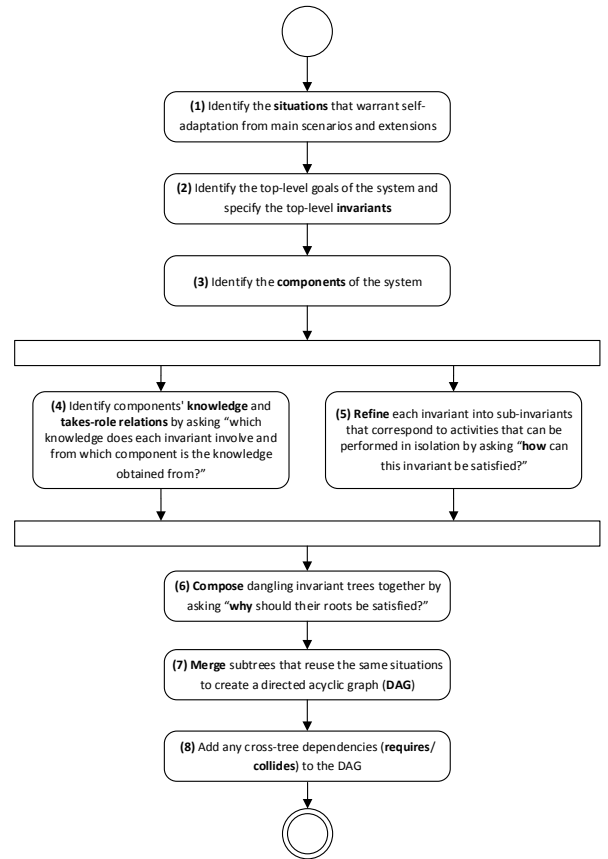 (1) Identify the situations that warrant self-
adaptation from main scenarios and extensions
(2) Identify the top-level goals of the system and
specify the top-level invariants
(3) Identify the components of the system
(4) Identify components' knowledge and
takes-role relations by asking “which
knowledge does each invariant involve and
from which component is the knowledge
obtained from?”
(5) Refine each invariant into sub-invariants
that correspond to activities that can be
performed in isolation by asking “how can
this invariant be satisfied?”
(6) Compose dangling invariant trees together by
asking “why should their roots be satisfied?”
(7) Merge subtrees that reuse the same situations
to create a directed acyclic graph (DAG)
(8) Add any cross-tree dependencies (requires/
collides) to the DAG